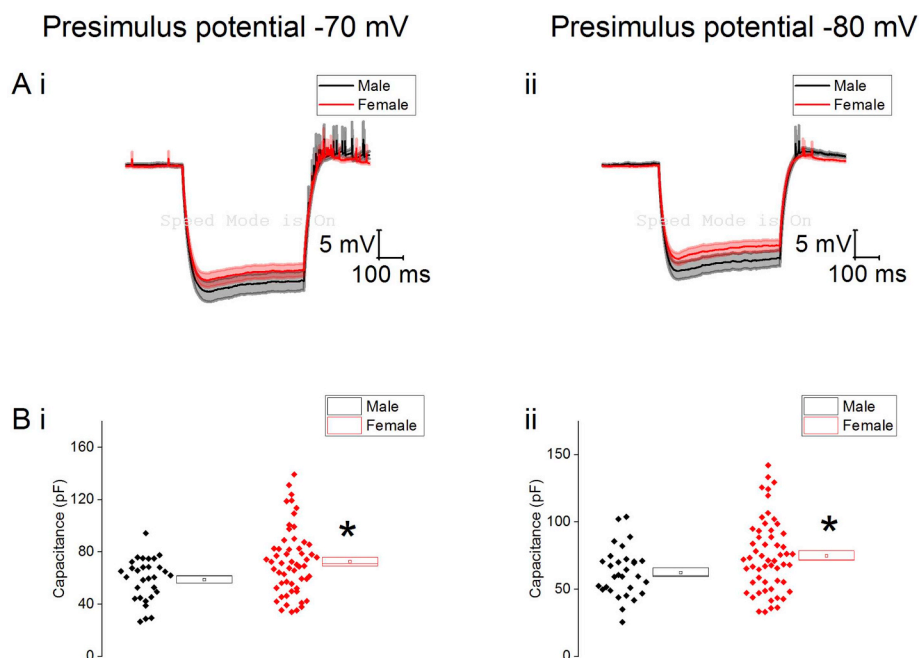 Presimulus potential -70 mV
Presimulus potential -80 mV
A i
Male
Female
Speed Mode is On
5 mV
100 ms
ii
Male
Female
Speed Mode is On
5 mV
100 ms
B i
Male
Female
Capacitance (pF)
160
120
80
40
0
*
ii
Male
Female
Capacitance (pF)
150
100
50
0
*